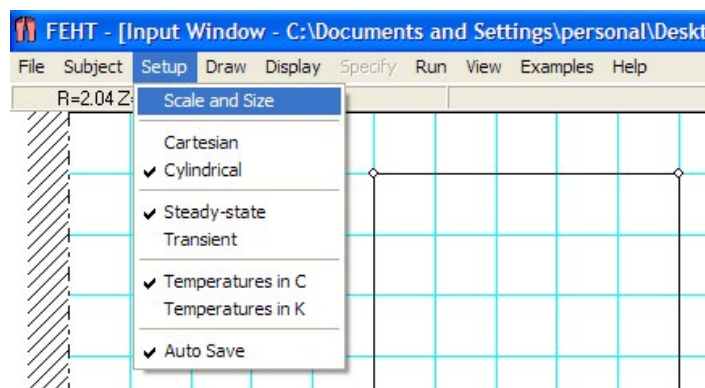 FEHT - [Input Window - C:\Documents and Settings\personal\Deskt
File Subject Setup Draw Display Specify Run View Examples Help
R=2.04 Z=
Scale and Size
Cartesian
Cylindrical
Steady-state
Transient
Temperatures in C
Temperatures in K
Auto Save